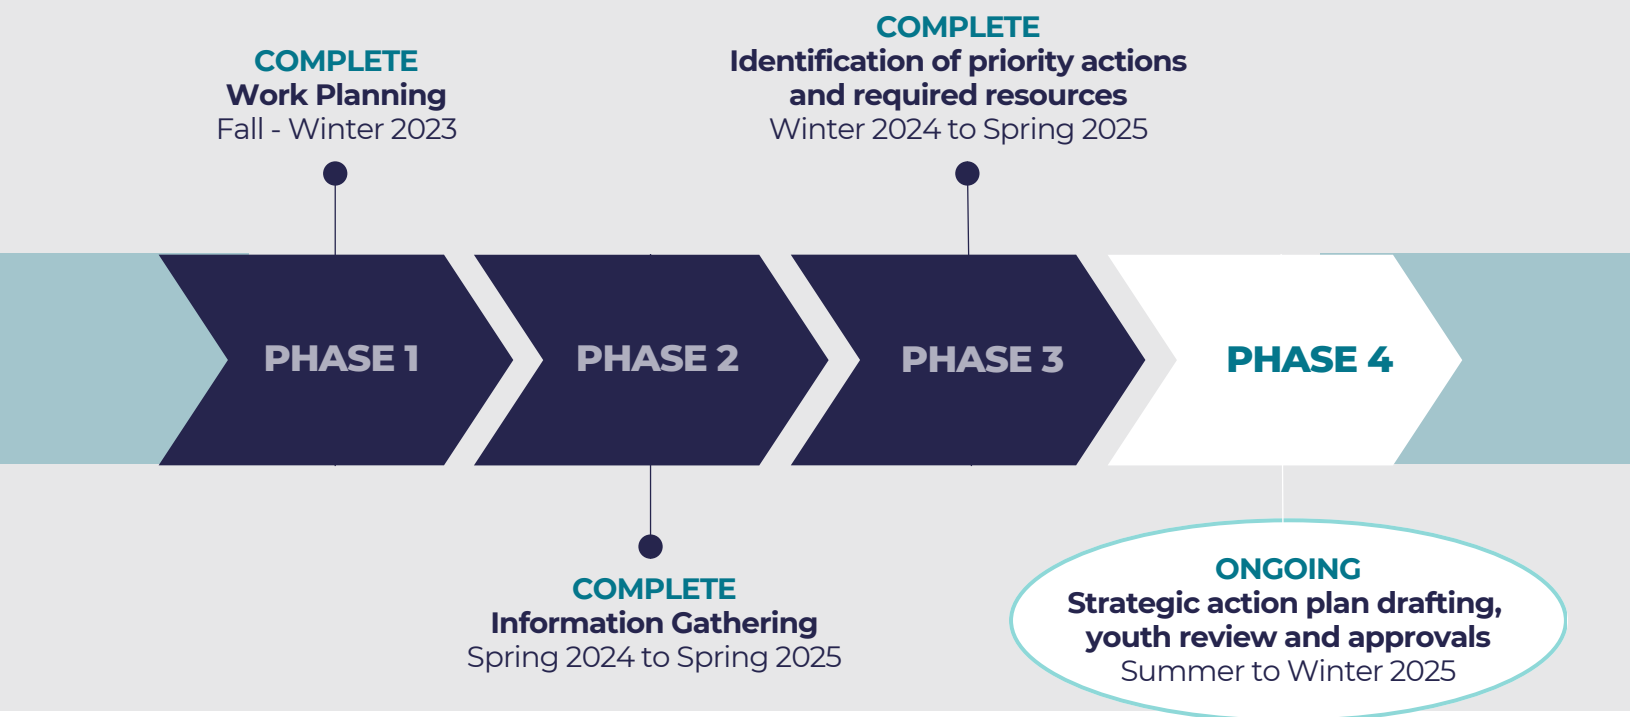 COMPLETE
Work Planning
Fall - Winter 2023
COMPLETE
Identification of priority actions
and required resources
Winter 2024 to Spring 2025
PHASE 1
PHASE 2
PHASE 3
PHASE 4
COMPLETE
Information Gathering
Spring 2024 to Spring 2025
ONGOING
Strategic action plan drafting,
youth review and approvals
Summer to Winter 2025